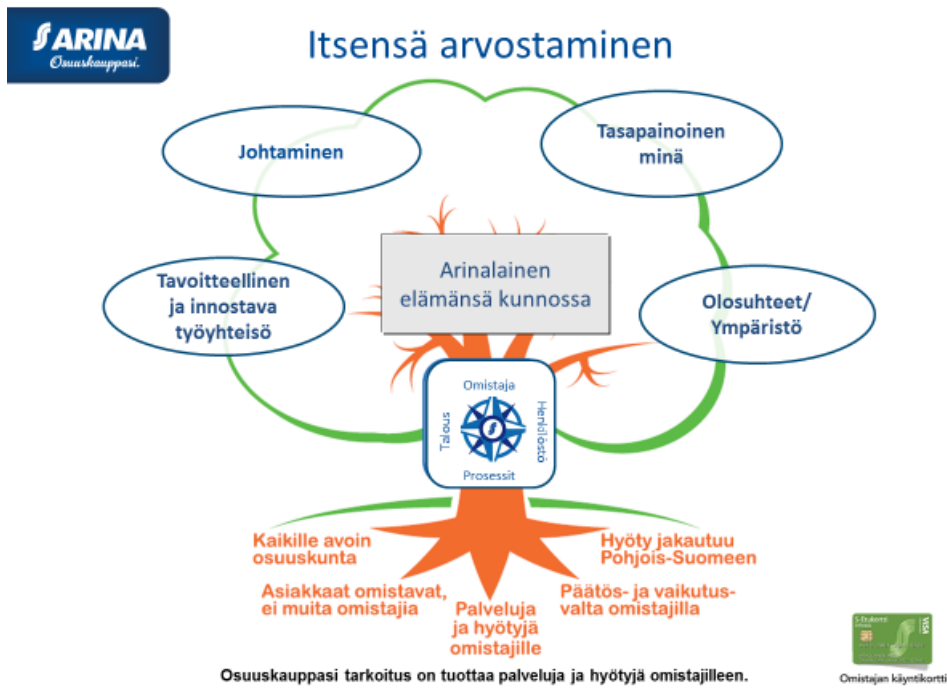 ARINA
Osuuskauppasi.
Itsensä arvostaminen
Johtaminen
Tasapainoinen
minä
Arinalainen
elämänsä kunnossa
Tavoitteellinen
ja innostava
työyhteisö
Olosuhteet/
Ympäristö
Omistaja
Talous
Henkilöstö
Prosessit
Kaikille avoin
osuuskunta
Hyöty jakautuu
Pohjois-Suomeen
Asiakkaat omistavat,
ei muita omistajia
Päätös- ja vaikutus-
valta omistajilla
Palveluja
ja hyötyjä
omistajille
S-Etukortti
VISA
Osuuskauppasi tarkoitus on tuottaa palveluja ja hyötyjä omistajilleen.
Omistajan käyntikortti